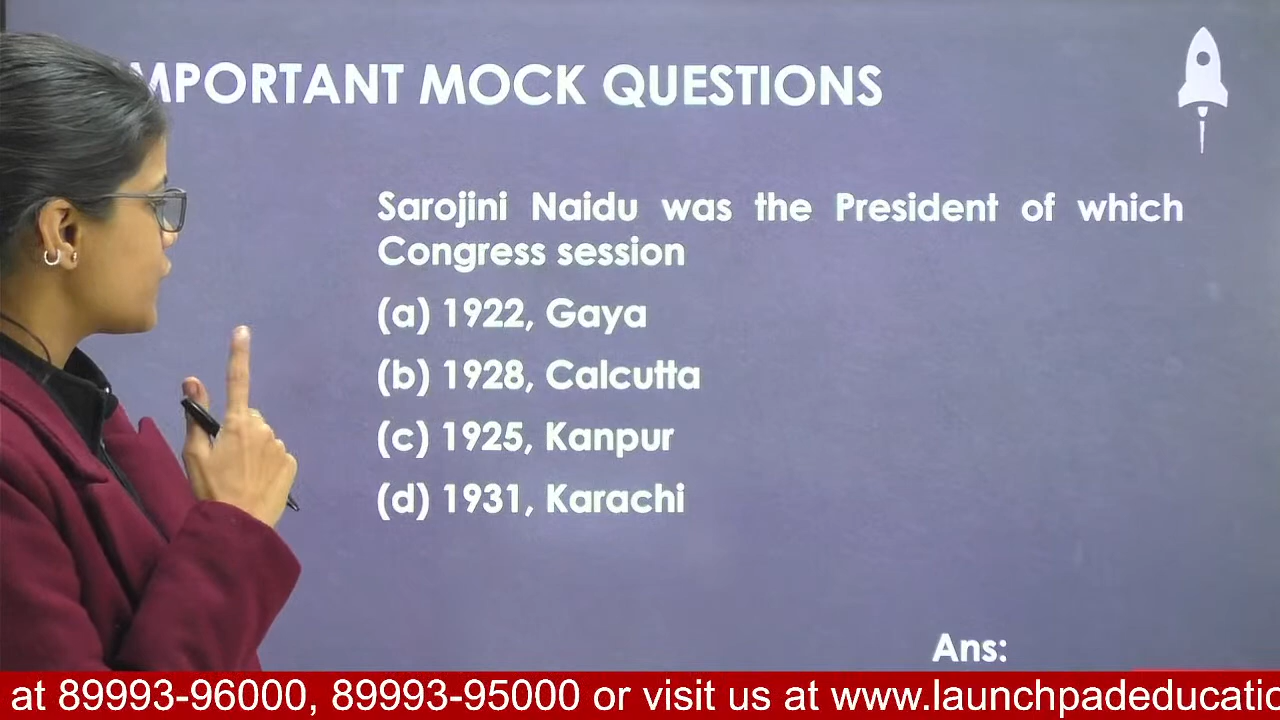 IMPORTANT MOCK QUESTIONS
Sarojini Naidu was the President of which
Congress session
(a) 1922, Gaya
(b) 1928, Calcutta
(c) 1925, Kanpur
(d) 1931, Karachi
Ans:
at 89993-96000, 89993-95000 or visit us at www.launchpadeducatio